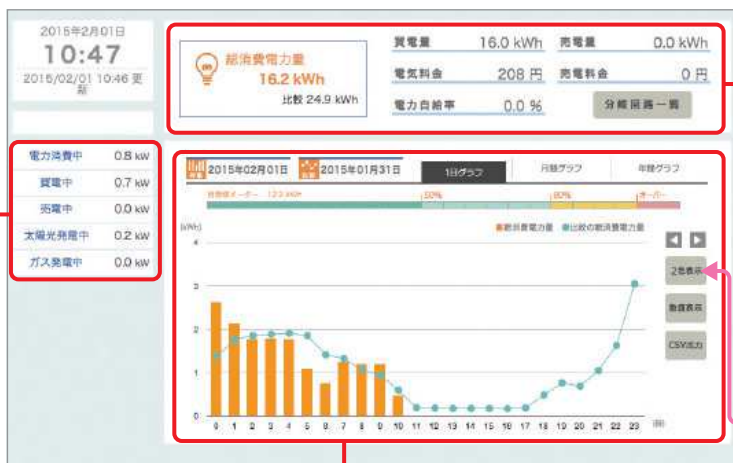 2015年2月01日
10:47
2015/02/01 10:46 更新
総消費電力量
16.2 kWh
比較 24.9 kWh
買電量 16.0 kWh 売電量 0.0 kWh
電気料金 208 円 売電料金 0 円
電力自給率 0.0 %
分岐回路一覧
電力消費中 0.8 kW
買電中 0.7 kW
売電中 0.0 kW
太陽光発電中 0.2 kW
ガス発電中 0.0 kW
2015年02月01日 2015年01月31日 1日グラフ 月間グラフ 年間グラフ
50% 80% オーバー
(kWh) 総消費電力量 比較の総消費電力量
4
3
2
1
0
2色表示
数値表示
CSV出力
0 1 2 3 4 5 6 7 8 9 10 11 12 13 14 15 16 17 18 19 20 21 22 23 (時)